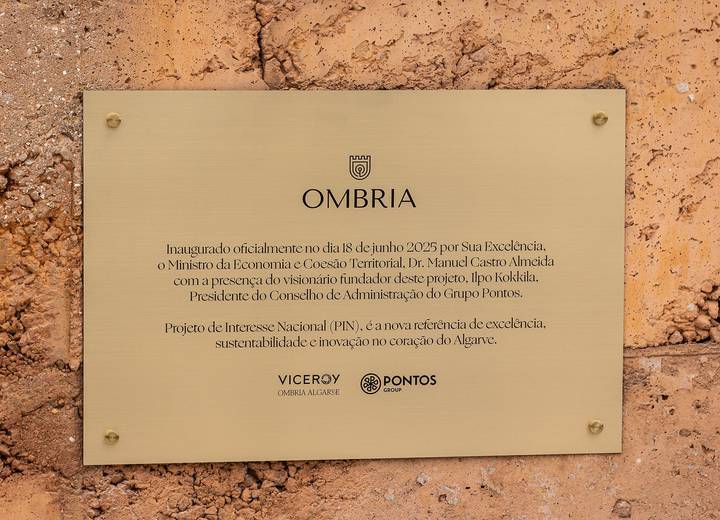 OMBRIA
Inaugurado oficialmente no dia 18 de junho 2025 por Sua Excelência,
o Ministro da Economia e Coesão Territorial, Dr. Manuel Castro Almeida
com a presença do visionário fundador deste projeto, Ilpo Kokkila,
Presidente do Conselho de Administração do Grupo Pontos.
Projeto de Interesse Nacional (PIN), é a nova referência de excelência,
sustentabilidade e inovação no coração do Algarve.
VICEROY
OMBRIA ALGARVE
PONTOS
GROUP